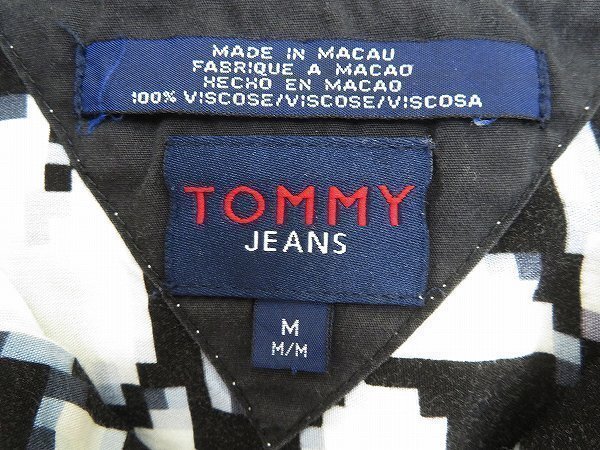 MADE IN MACAU
FABRIQUE A MACAO
HECHO EN MACAO
100% VISCOSE/VISCOSE/VISCOSA
TOMMY
JEANS
M
M/M